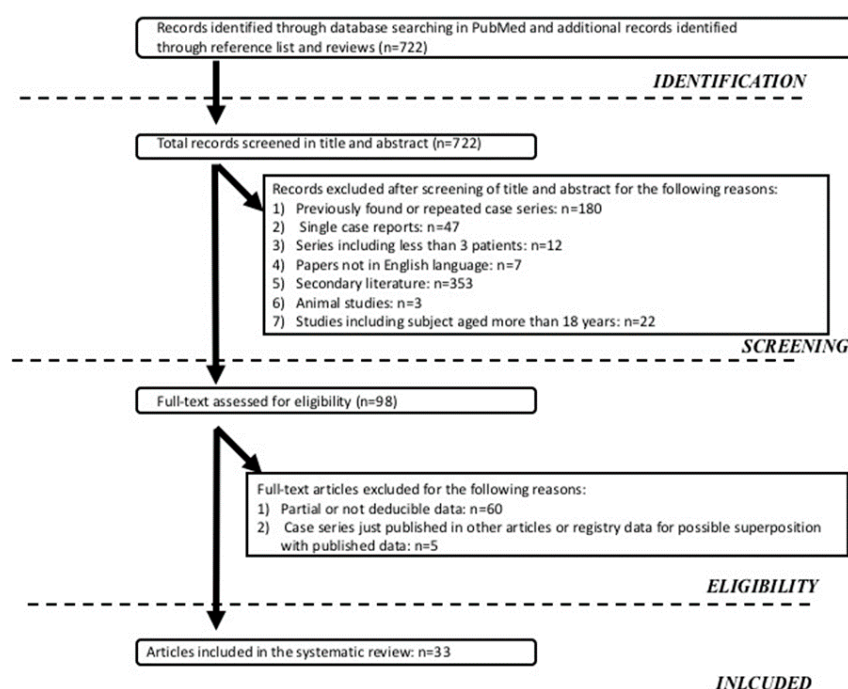 Records identified through database searching in PubMed and additional records identified
through reference list and reviews (n=722)
IDENTIFICATION
Total records screened in title and abstract (n=722)
Records excluded after screening of title and abstract for the following reasons:
1) Previously found or repeated case series: n=180
2) Single case reports: n=47
3) Series including less than 3 patients: n=12
4) Papers not in English language: n=7
5) Secondary literature: n=353
6) Animal studies: n=3
7) Studies including subject aged more than 18 years: n=22
SCREENING
Full-text assessed for eligibility (n=98)
Full-text articles excluded for the following reasons:
1) Partial or not deducible data: n=60
2) Case series just published in other articles or registry data for possible superposition
with published data: n=5
ELIGIBILITY
Articles included in the systematic review: n=33
INLCUDED